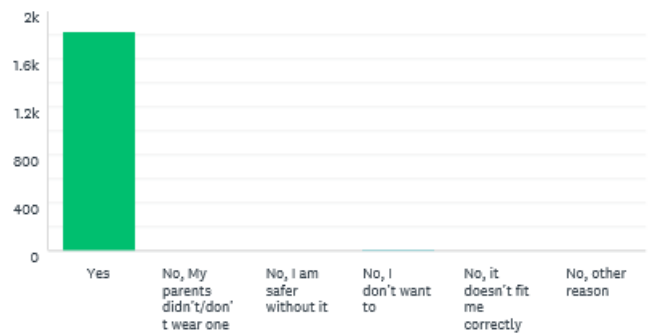 2k
1.6k
1.2k
800
400
0
Yes
No, My
parents
didn't/don'
t wear one
No, I am
safer
without it
No, I
don't want
to
No, it
doesn't fit
me
correctly
No, other
reason